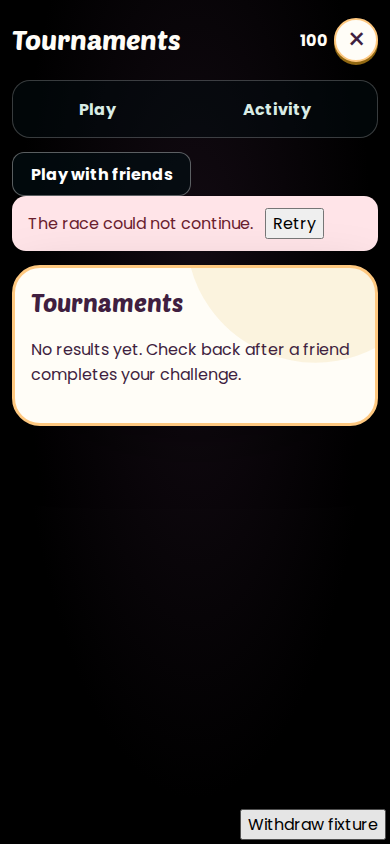 Tournaments
100
×
Play
Activity
Play with friends
The race could not continue. Retry
Tournaments
No results yet. Check back after a friend
completes your challenge.
Withdraw fixture